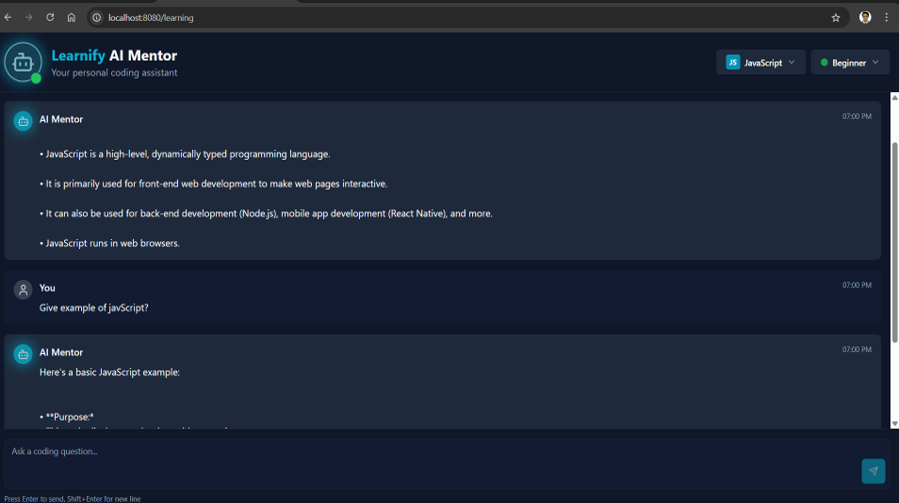 localhost:8080/learning
Learnify AI Mentor
Your personal coding assistant
JS JavaScript
Beginner
AI Mentor
07:00 PM
• JavaScript is a high-level, dynamically typed programming language.
• It is primarily used for front-end web development to make web pages interactive.
• It can also be used for back-end development (Node.js), mobile app development (React Native), and more.
• JavaScript runs in web browsers.
You
07:00 PM
Give example of javScript?
AI Mentor
07:00 PM
Here's a basic JavaScript example:
• **Purpose:*
Ask a coding question...
Press Enter to send, Shift+Enter for new line